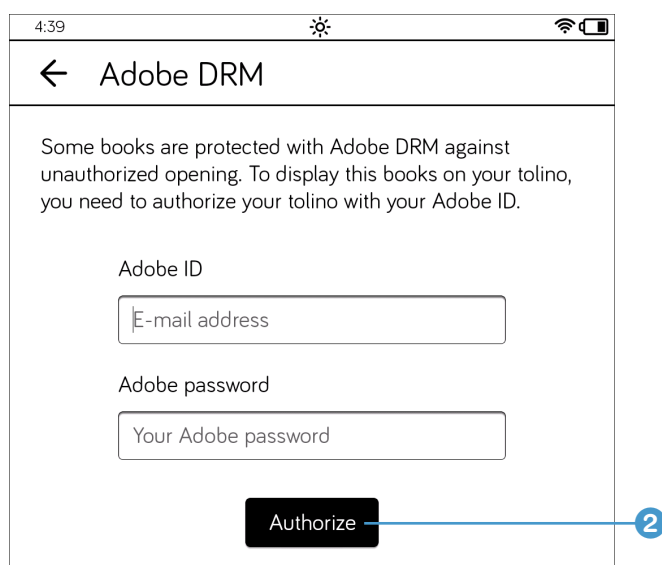 4:39
Adobe DRM
Some books are protected with Adobe DRM against
unauthorized opening. To display this books on your tolino,
you need to authorize your tolino with your Adobe ID.
Adobe ID
E-mail address
Adobe password
Your Adobe password
Authorize
2